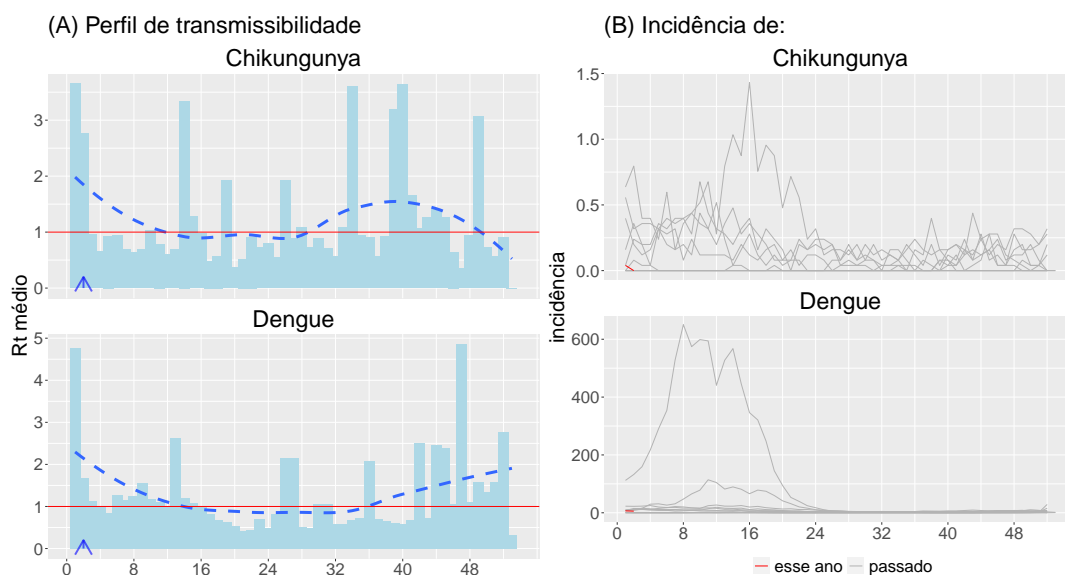 (A) Perfil de transmissibilidade
Chikungunya
3
2
1
0
Dengue
5
4
3
2
1
0
0 8 16 24 32 40 48
Rt médio
(B) Incidência de:
Chikungunya
1.5
1.0
0.5
0.0
Dengue
600
400
200
0
0 8 16 24 32 40 48
incidência
esse ano passado